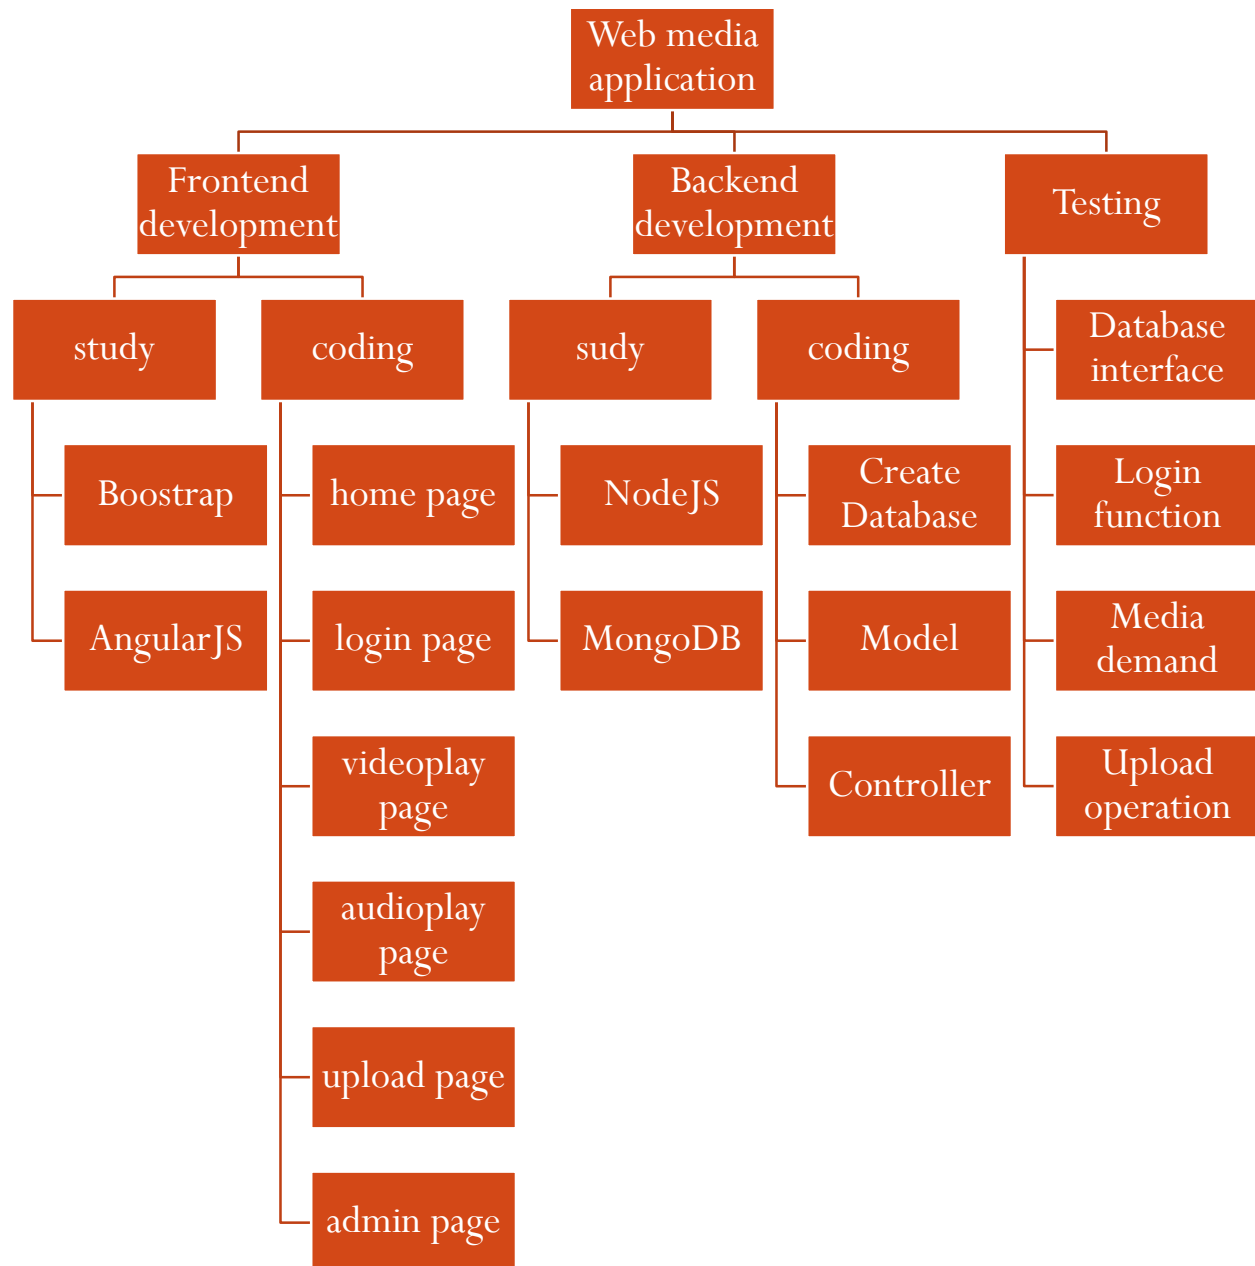 Web media
application
Frontend
development
Backend
development
Testing
study
coding
sudy
coding
Database
interface
Boostrap
home page
NodeJS
Create
Database
Login
function
AngularJS
login page
MongoDB
Model
Media
demand
videoplay
page
Controller
Upload
operation
audioplay
page
upload page
admin page